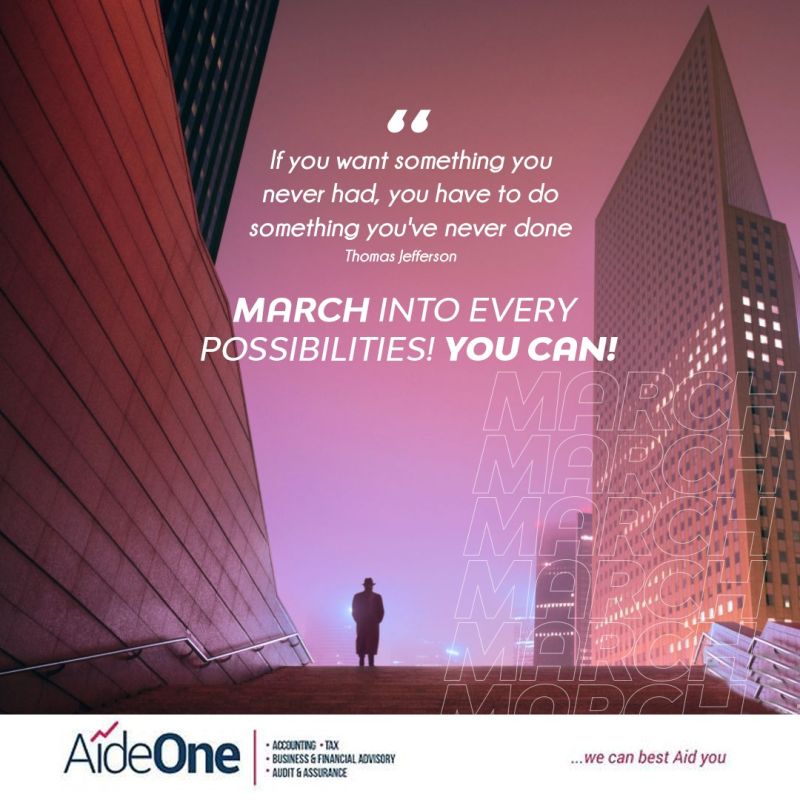 “
If you want something you
never had, you have to do
something you've never done
Thomas Jefferson
MARCH INTO EVERY
POSSIBILITIES! YOU CAN!
MARCH
MARCH
MARCH
MARCH
MARCH
MARCH
AideOne
• ACCOUNTING • TAX
• BUSINESS & FINANCIAL ADVISORY
• AUDIT & ASSURANCE
...we can best Aid you